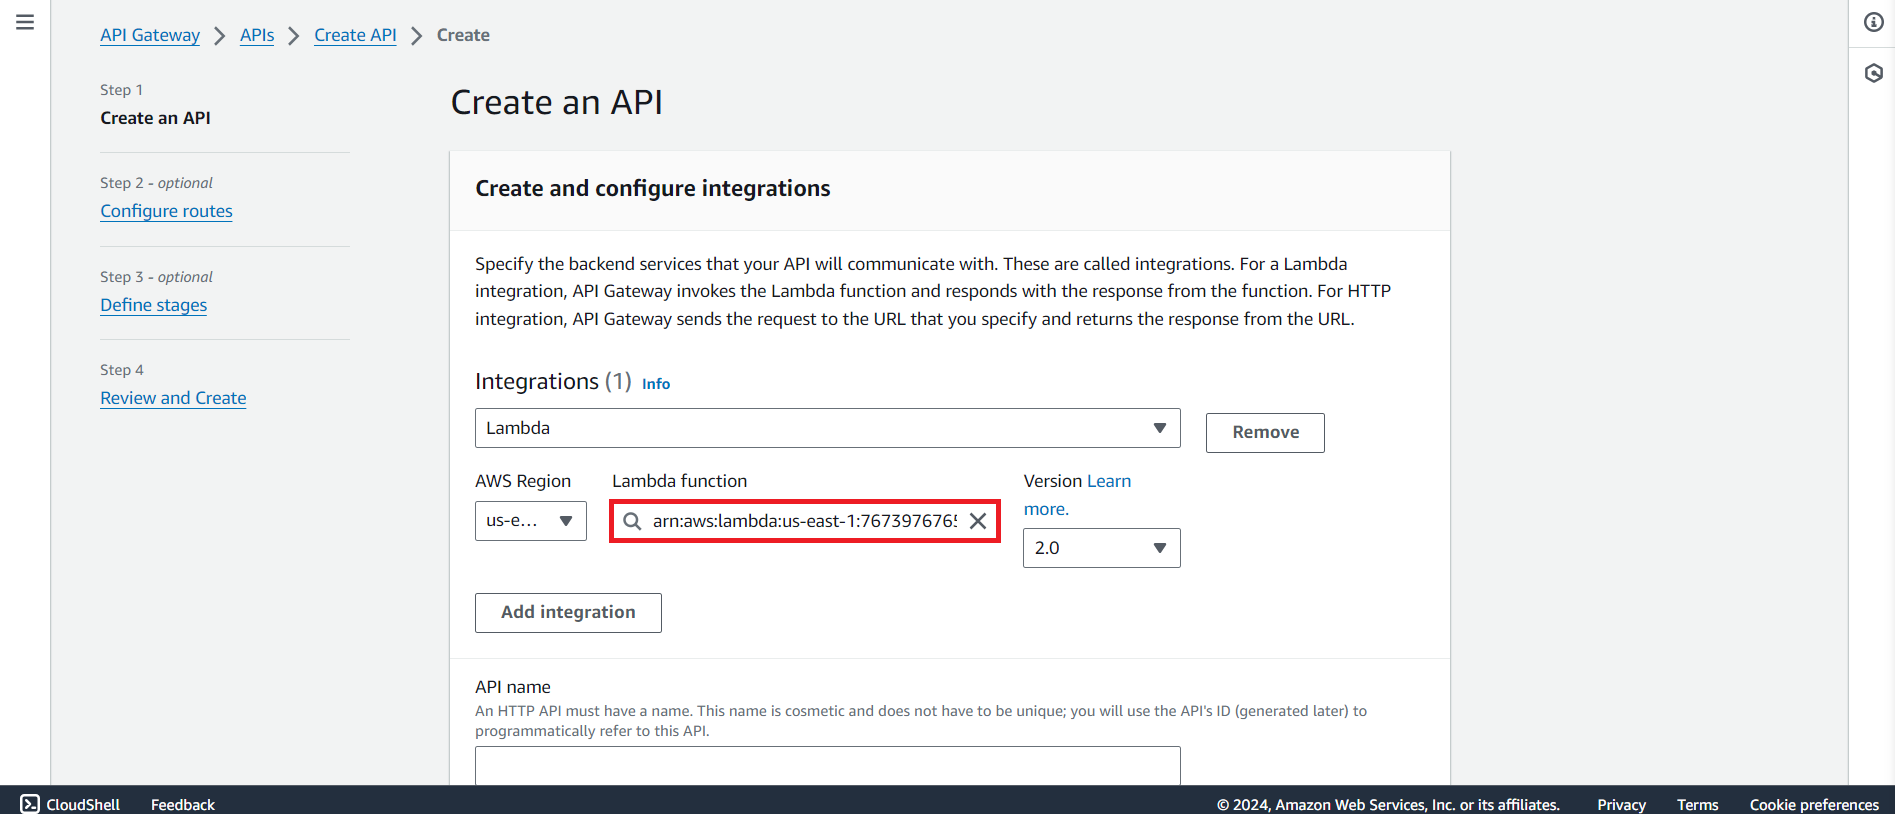 API Gateway > APIs > Create API > Create
Step 1
Create an API
Step 2 - optional
Configure routes
Step 3 - optional
Define stages
Step 4
Review and Create
Create an API
Create and configure integrations
Specify the backend services that your API will communicate with. These are called integrations. For a Lambda
integration, API Gateway invokes the Lambda function and responds with the response from the function. For HTTP
integration, API Gateway sends the request to the URL that you specify and returns the response from the URL.
Integrations (1) Info
Lambda
Remove
AWS Region
us-e...
Lambda function
arn:aws:lambda:us-east-1:767397676
Version Learn
more.
2.0
Add integration
API name
An HTTP API must have a name. This name is cosmetic and does not have to be unique; you will use the API's ID (generated later) to
programmatically refer to this API.
CloudShell Feedback © 2024, Amazon Web Services, Inc. or its affiliates. Privacy Terms Cookie preferences